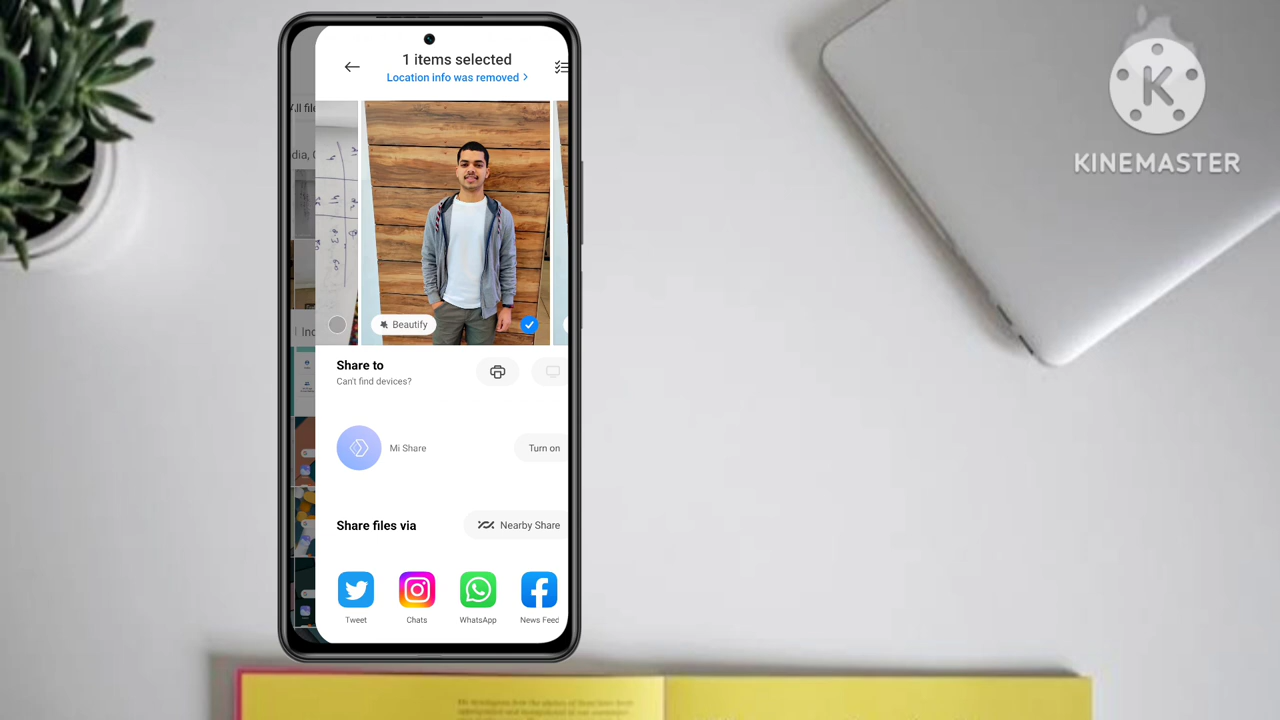 1 items selected
Location info was removed
Beautify
Share to
Can't find devices?
Mi Share
Turn on
Share files via
Nearby Share
Tweet
Chats
WhatsApp
News Feed
K
KINEMASTER